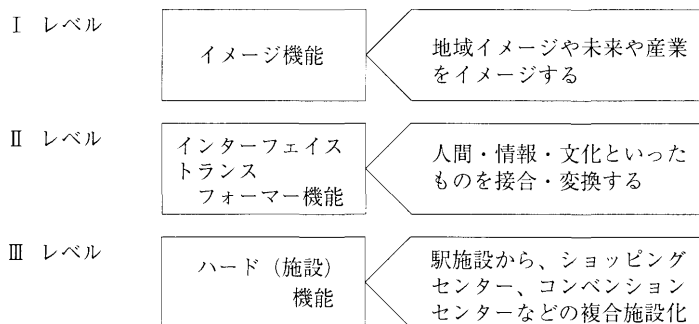 Ⅰ レベル
イメージ機能
地域イメージや未来や産業
をイメージする
Ⅱ レベル
インターフェイス
トランス
フォーマー機能
人間・情報・文化といった
ものを接合・変換する
Ⅲ レベル
ハード（施設）
機能
駅施設から、ショッピング
センター、コンベンション
センターなどの複合施設化